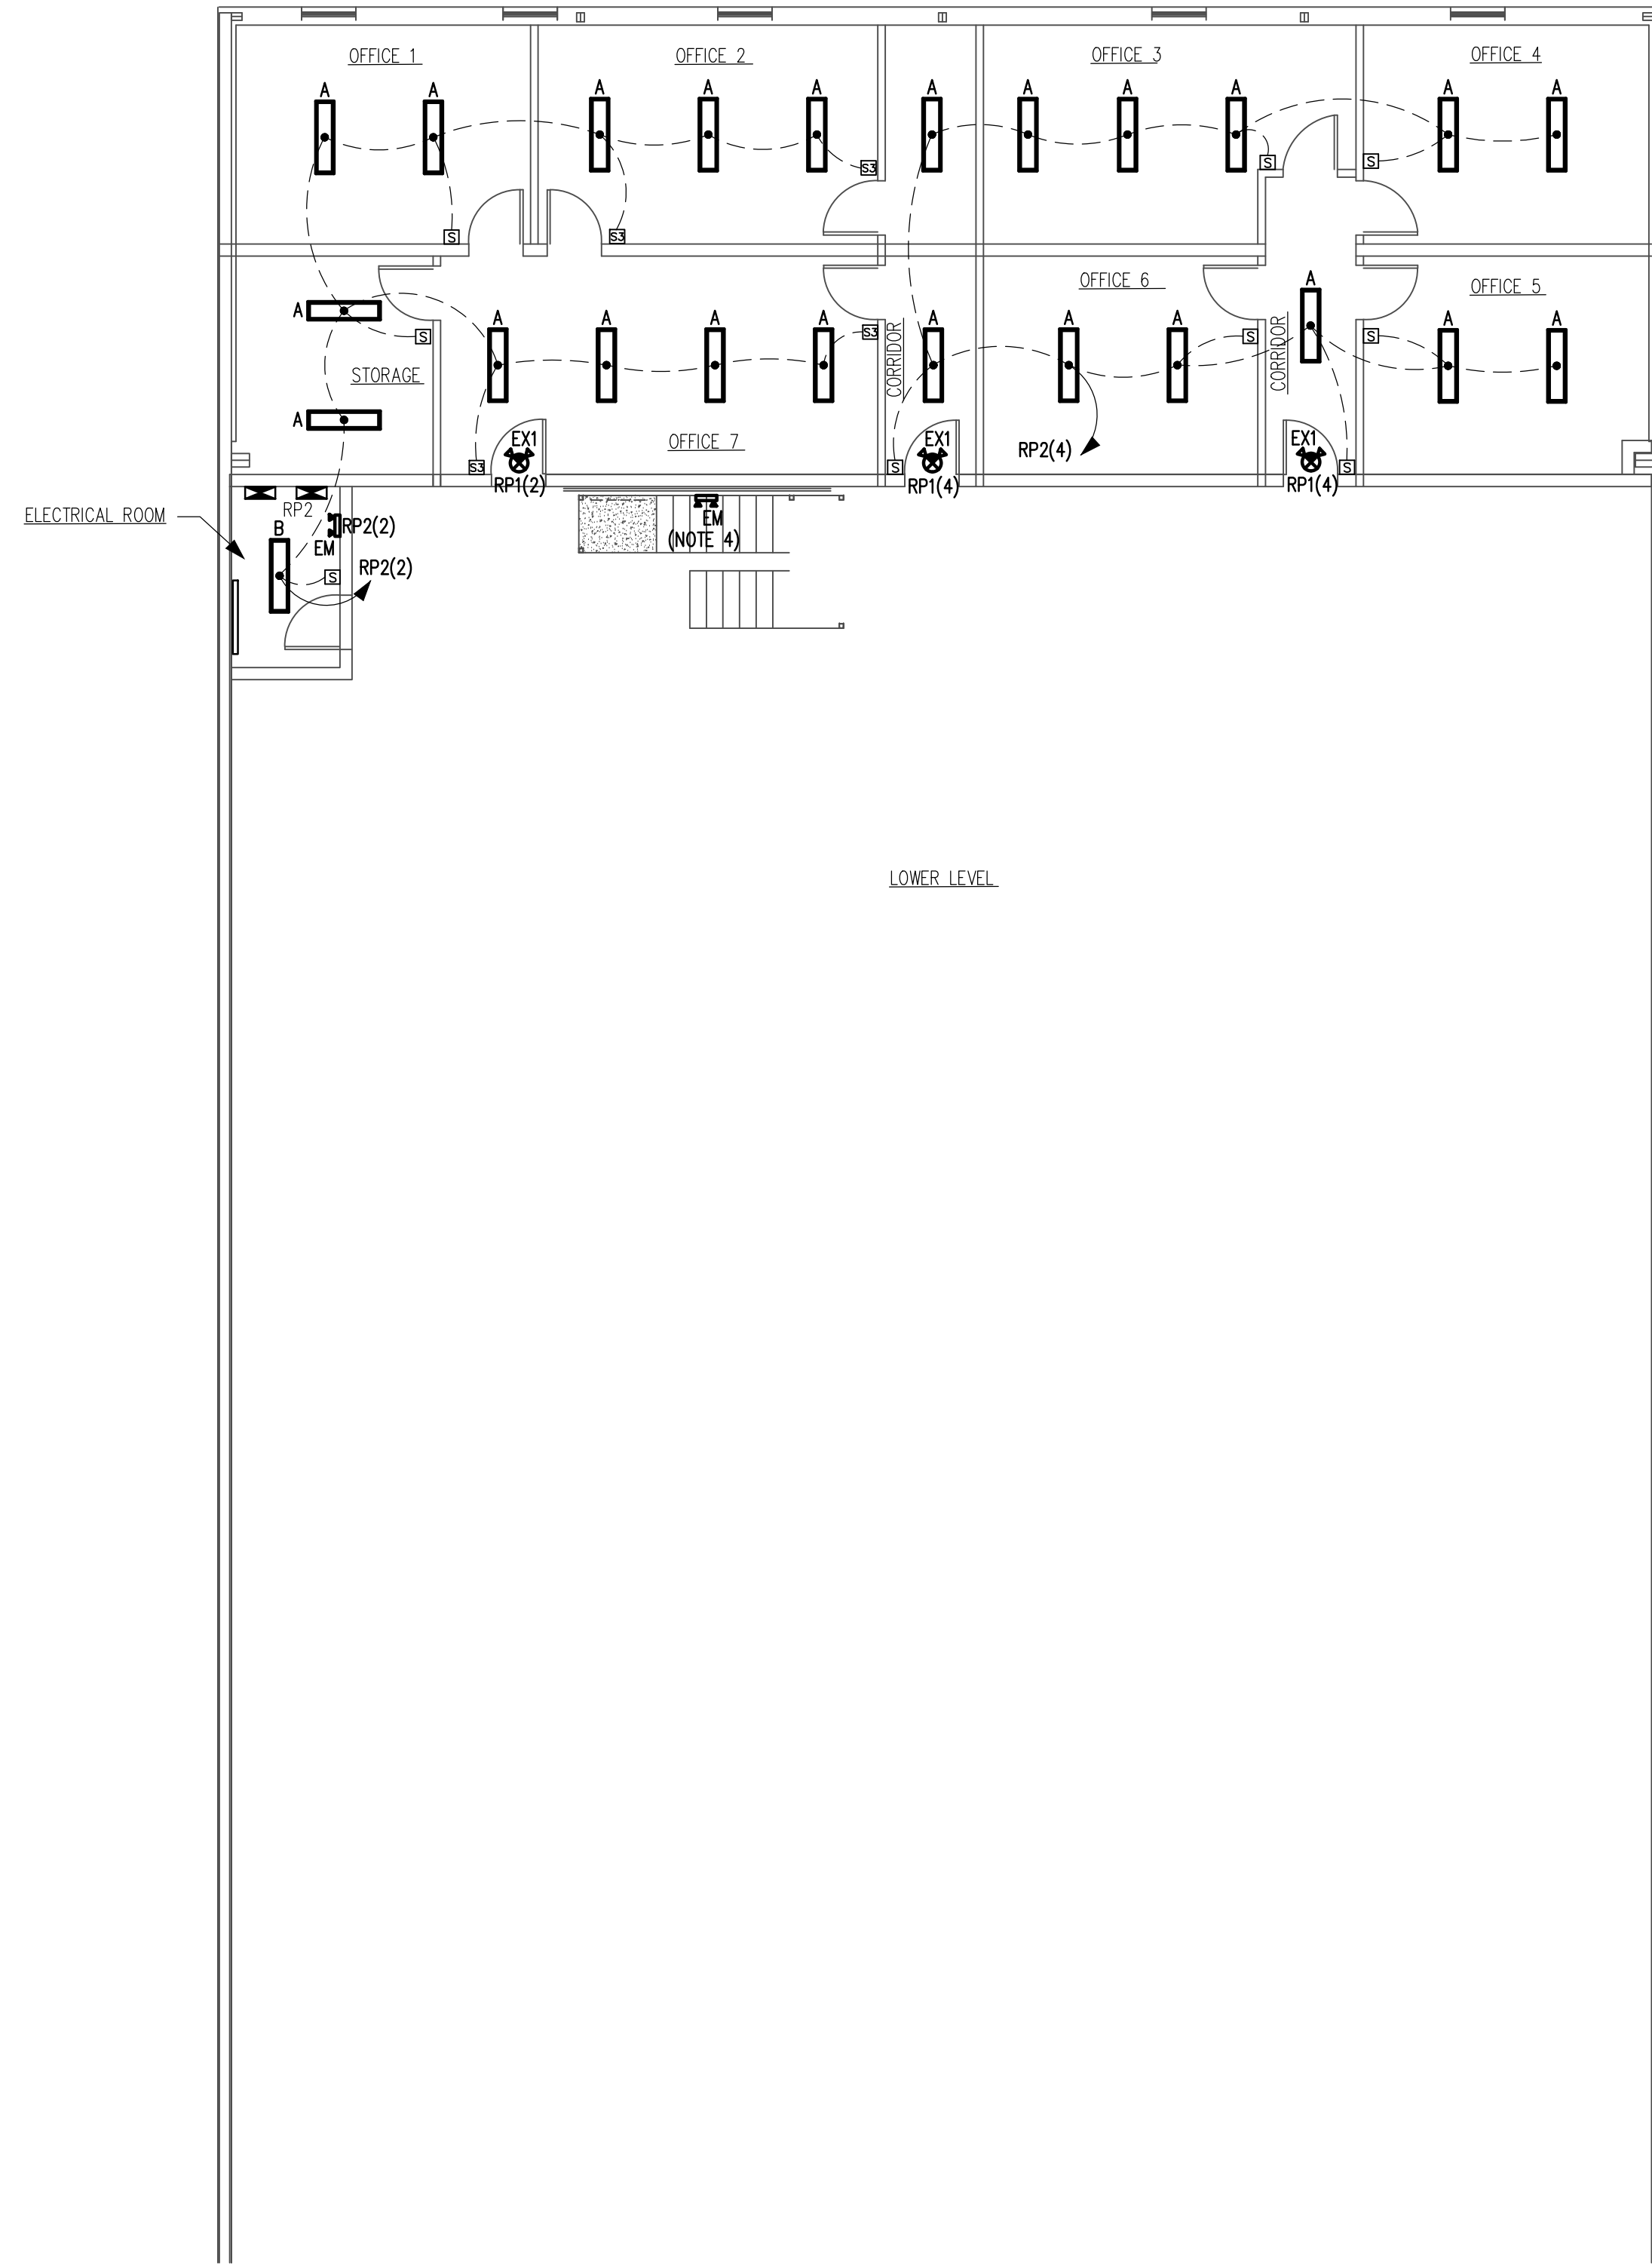 OFFICE 1
OFFICE 2
OFFICE 3
OFFICE 4
A
A
A
A
A
A
A
A
A
A
A
S
S
S3
S
S3
OFFICE 6
OFFICE 5
A
A
S
STORAGE
A
A
A
A
A
S3
CORRIDOR
A
A
A
S
CORRIDOR
A
S
A
A
OFFICE 7
S3
EX1
RP1(2)
S
EX1
RP1(4)
RP2(4)
EX1
RP1(4)
S
ELECTRICAL ROOM
RP2
B
RP2(2)
EM
S
RP2(2)
EM
(NOTE 4)
LOWER LEVEL